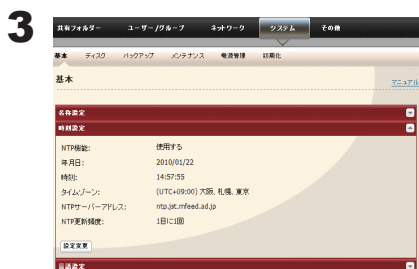 3
共有フォルダー ユーザー/グループ ネットワーク システム その他
基本 ディスク バックアップ メンテナンス 電源管理 初期化
基本
マニュアル
名称設定
時刻設定
NTP機能: 使用する
年月日: 2010/01/22
時刻: 14:57:55
タイムゾーン: (UTC+09:00) 大阪、札幌、東京
NTPサーバーアドレス: ntp.jst.mfeed.ad.jp
NTP更新頻度: 1日に1回
設定変更
言語設定